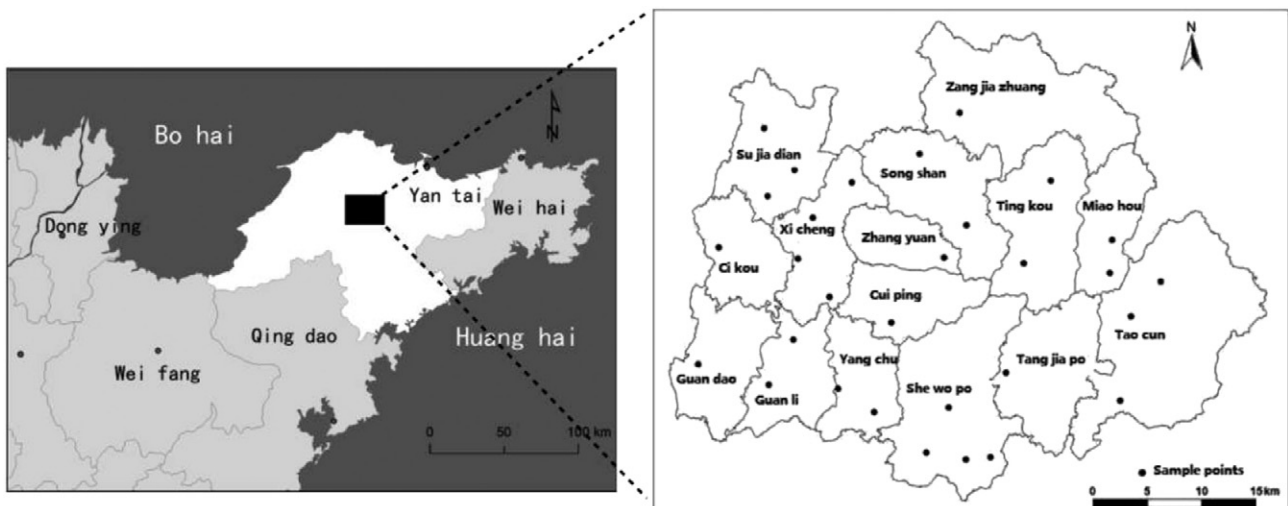 Bo hai
N
Yan tai
Wei hai
Dong ying
Qing dao
Huang hai
Wei fang
0 50 100 km
N
Zang jia zhuang
Su jia dian
Song shan
Ting kou
Miao hou
Xi cheng
Zhang yuan
Ci kou
Cui ping
Tao cun
Yang chu
Tang jia po
Guan dao
She wo po
Guan li
Sample points
0 5 10 15km